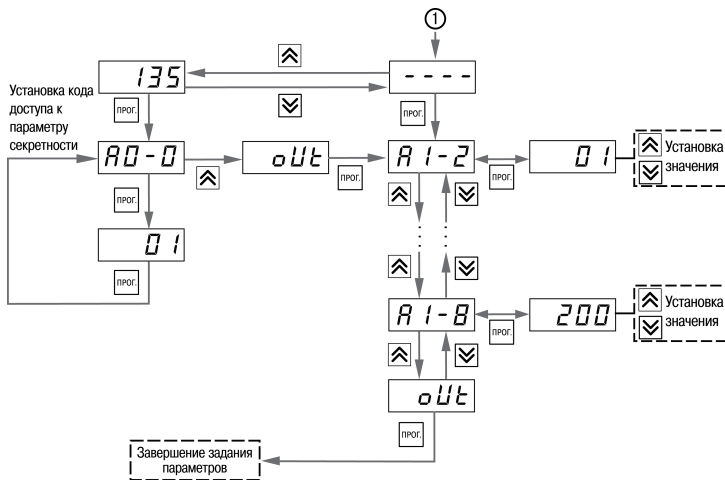 1
135
- - - -
Установка кода
доступа к
параметру
секретности
ПРОГ.
ПРОГ.
A0-0
oUt
ПРОГ.
A1-2
ПРОГ.
01
Установка
значения
ПРОГ.
01
ПРОГ.
A1-8
ПРОГ.
200
Установка
значения
oUt
ПРОГ.
Завершение задания
параметров